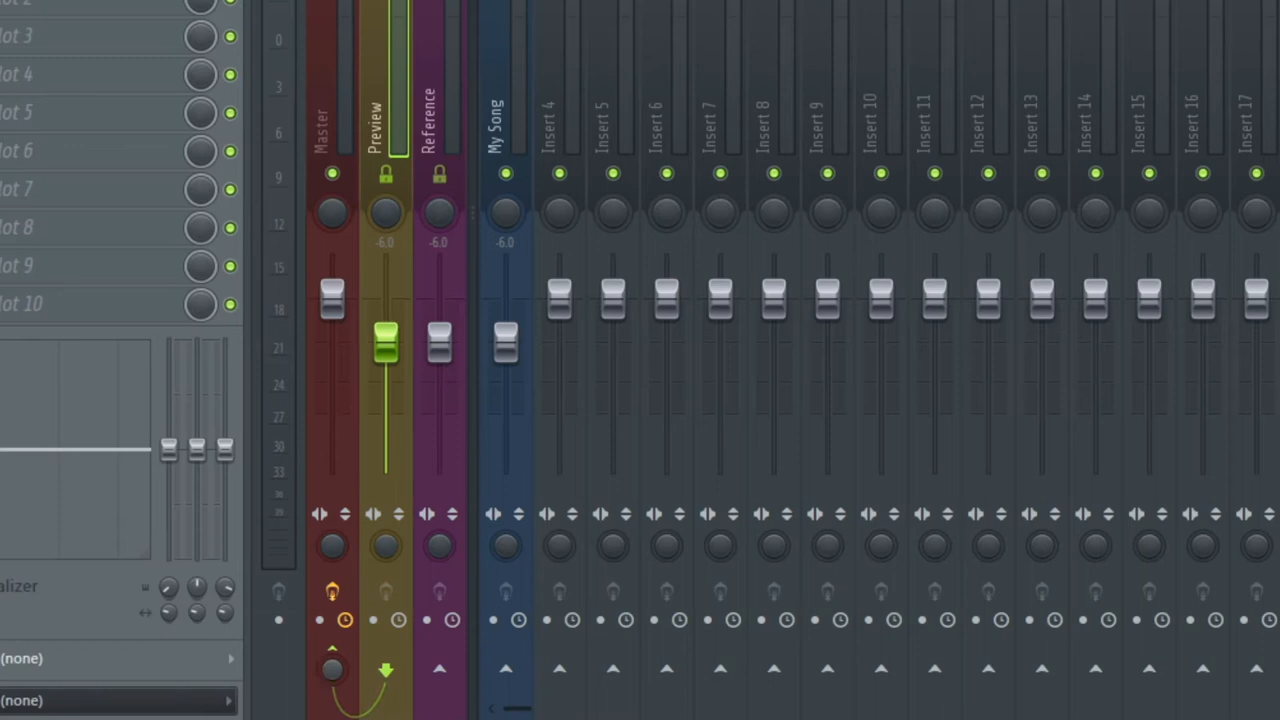 lot 3
lot 4
lot 5
lot 6
lot 7
lot 8
lot 9
lot 10
alizer
(none)
(none)
0
3
6
9
12
15
18
21
24
27
30
33
Master
Preview
Reference
My Song
Insert 4
Insert 5
Insert 6
Insert 7
Insert 8
Insert 9
Insert 10
Insert 11
Insert 12
Insert 13
Insert 14
Insert 15
Insert 16
Insert 17
-6.0
-6.0
-6.0